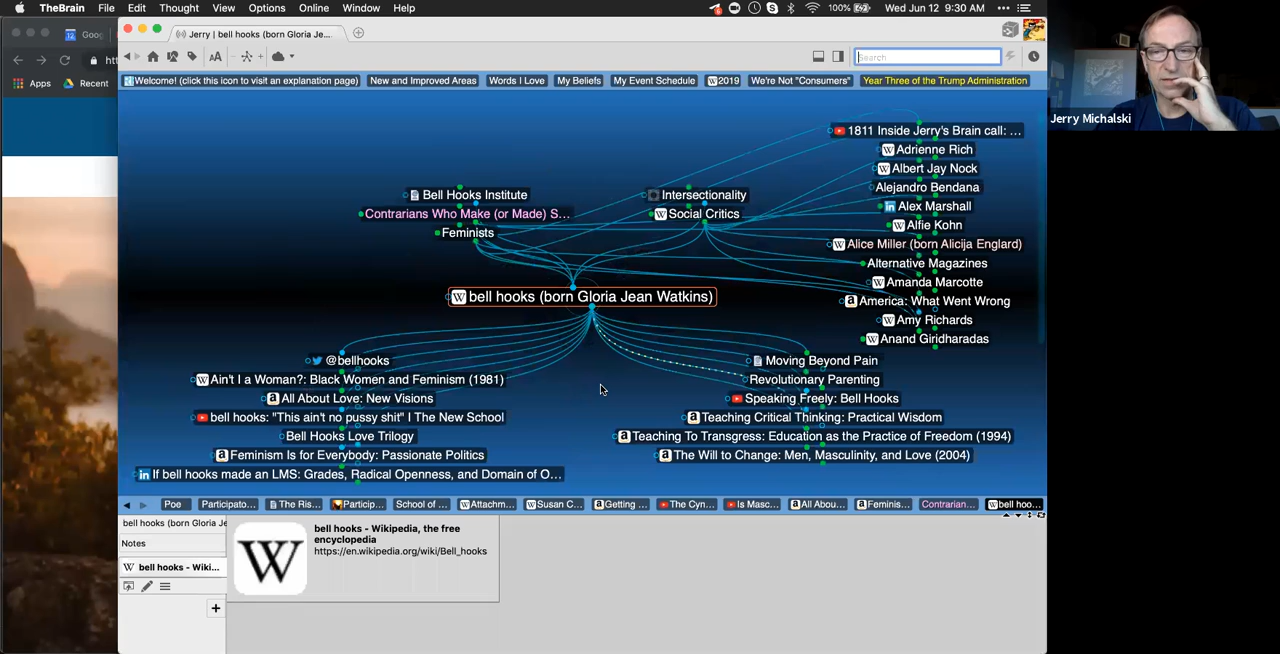 TheBrain File Edit Thought View Options Online Window Help 100% Wed Jun 12 9:30 AM
Goog
Jerry | bell hooks (born Gloria Je...
htt
Search
Apps Recent
Welcome! (click this icon to visit an explanation page) New and Improved Areas Words I Love My Beliefs My Event Schedule 2019 We're Not "Consumers" Year Three of the Trump Administration
Jerry Michalski
1811 Inside Jerry's Brain call: ...
Adrienne Rich
Albert Jay Nock
Alejandro Bendana
Alex Marshall
Alfie Kohn
Alice Miller (born Alicija Englard)
Alternative Magazines
Amanda Marcotte
America: What Went Wrong
Amy Richards
Anand Giridharadas
Bell Hooks Institute
Contrarians Who Make (or Made) S...
Feminists
Intersectionality
Social Critics
bell hooks (born Gloria Jean Watkins)
@bellhooks
Ain't I a Woman?: Black Women and Feminism (1981)
All About Love: New Visions
bell hooks: "This ain't no pussy shit" I The New School
Bell Hooks Love Trilogy
Feminism Is for Everybody: Passionate Politics
If bell hooks made an LMS: Grades, Radical Openness, and Domain of O...
Moving Beyond Pain
Revolutionary Parenting
Speaking Freely: Bell Hooks
Teaching Critical Thinking: Practical Wisdom
Teaching To Transgress: Education as the Practice of Freedom (1994)
The Will to Change: Men, Masculinity, and Love (2004)
Poe Participato... The Ris... Particip... School of ... Attachm... Susan C... Getting ... The Cyn... Is Masc... All Abou... Feminis... Contrarian... bell hoo...
bell hooks (born Gloria Je
Notes
bell hooks - Wiki...
bell hooks - Wikipedia, the free
encyclopedia
https://en.wikipedia.org/wiki/Bell_hooks